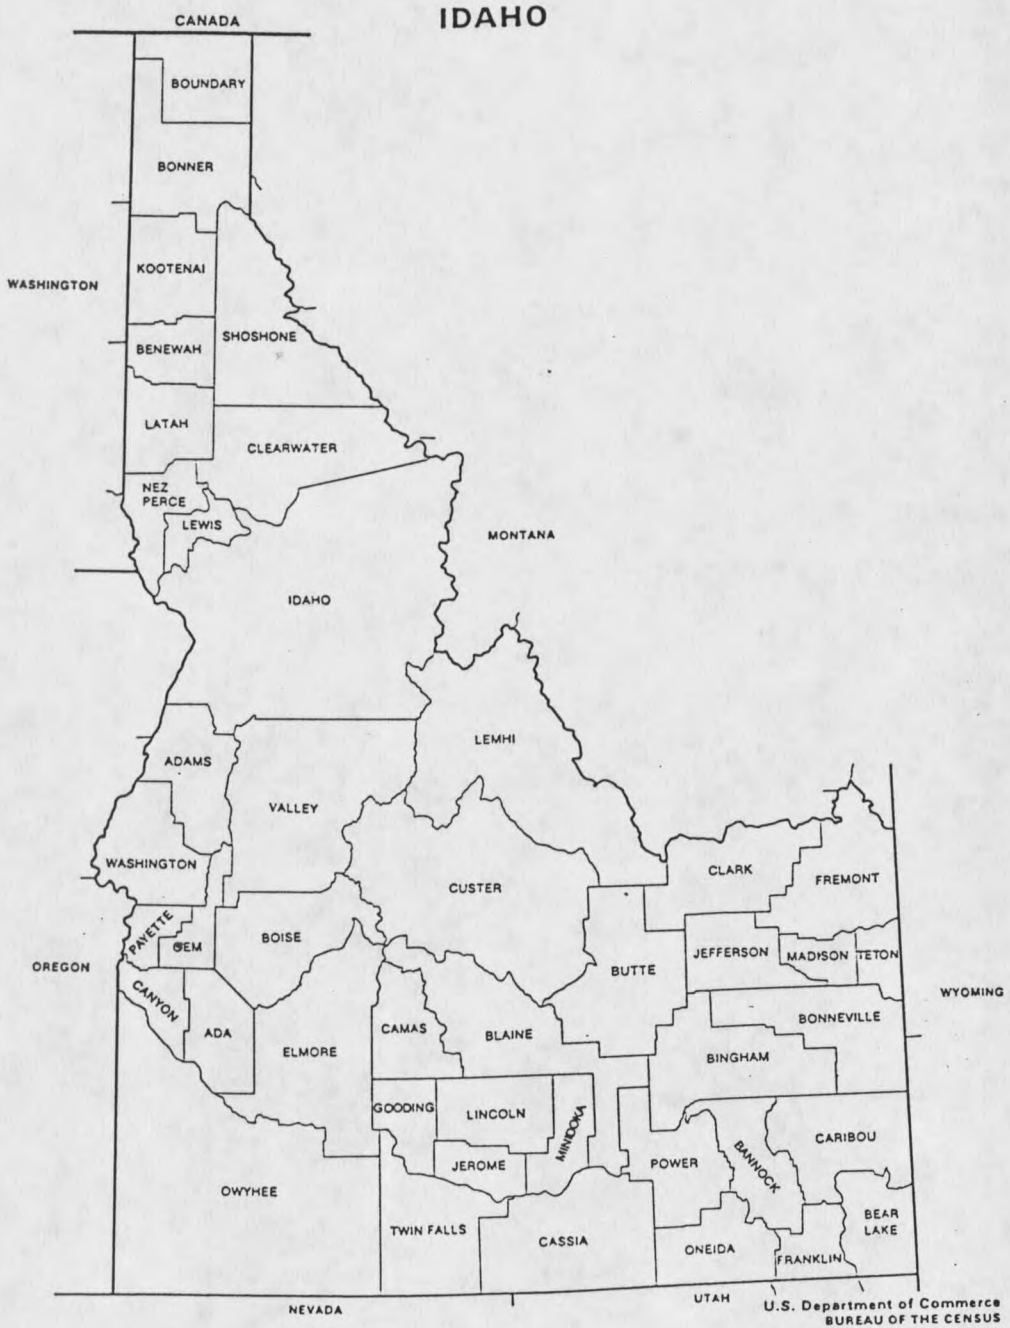 IDAHO
CANADA
BOUNDARY
BONNER
KOOTENAI
WASHINGTON
SHOSHONE
BENEWAH
LATAH
CLEARWATER
NEZ
PERCE
LEWIS
MONTANA
IDAHO
LEMHI
ADAMS
VALLEY
WASHINGTON
CLARK
FREMONT
CUSTER
PAYETTE
GEM
BOISE
JEFFERSON
MADISON
TETON
OREGON
BUTTE
CANYON
WYOMING
BONNEVILLE
ADA
CAMAS
BLAINE
ELMORE
BINGHAM
GOODING
LINCOLN
MINIDOKA
CARIBOU
JEROME
POWER
BANNOCK
OWYHEE
BEAR
LAKE
TWIN FALLS
CASSIA
ONEIDA
FRANKLIN
UTAH
NEVADA
U.S. Department of Commerce
BUREAU OF THE CENSUS